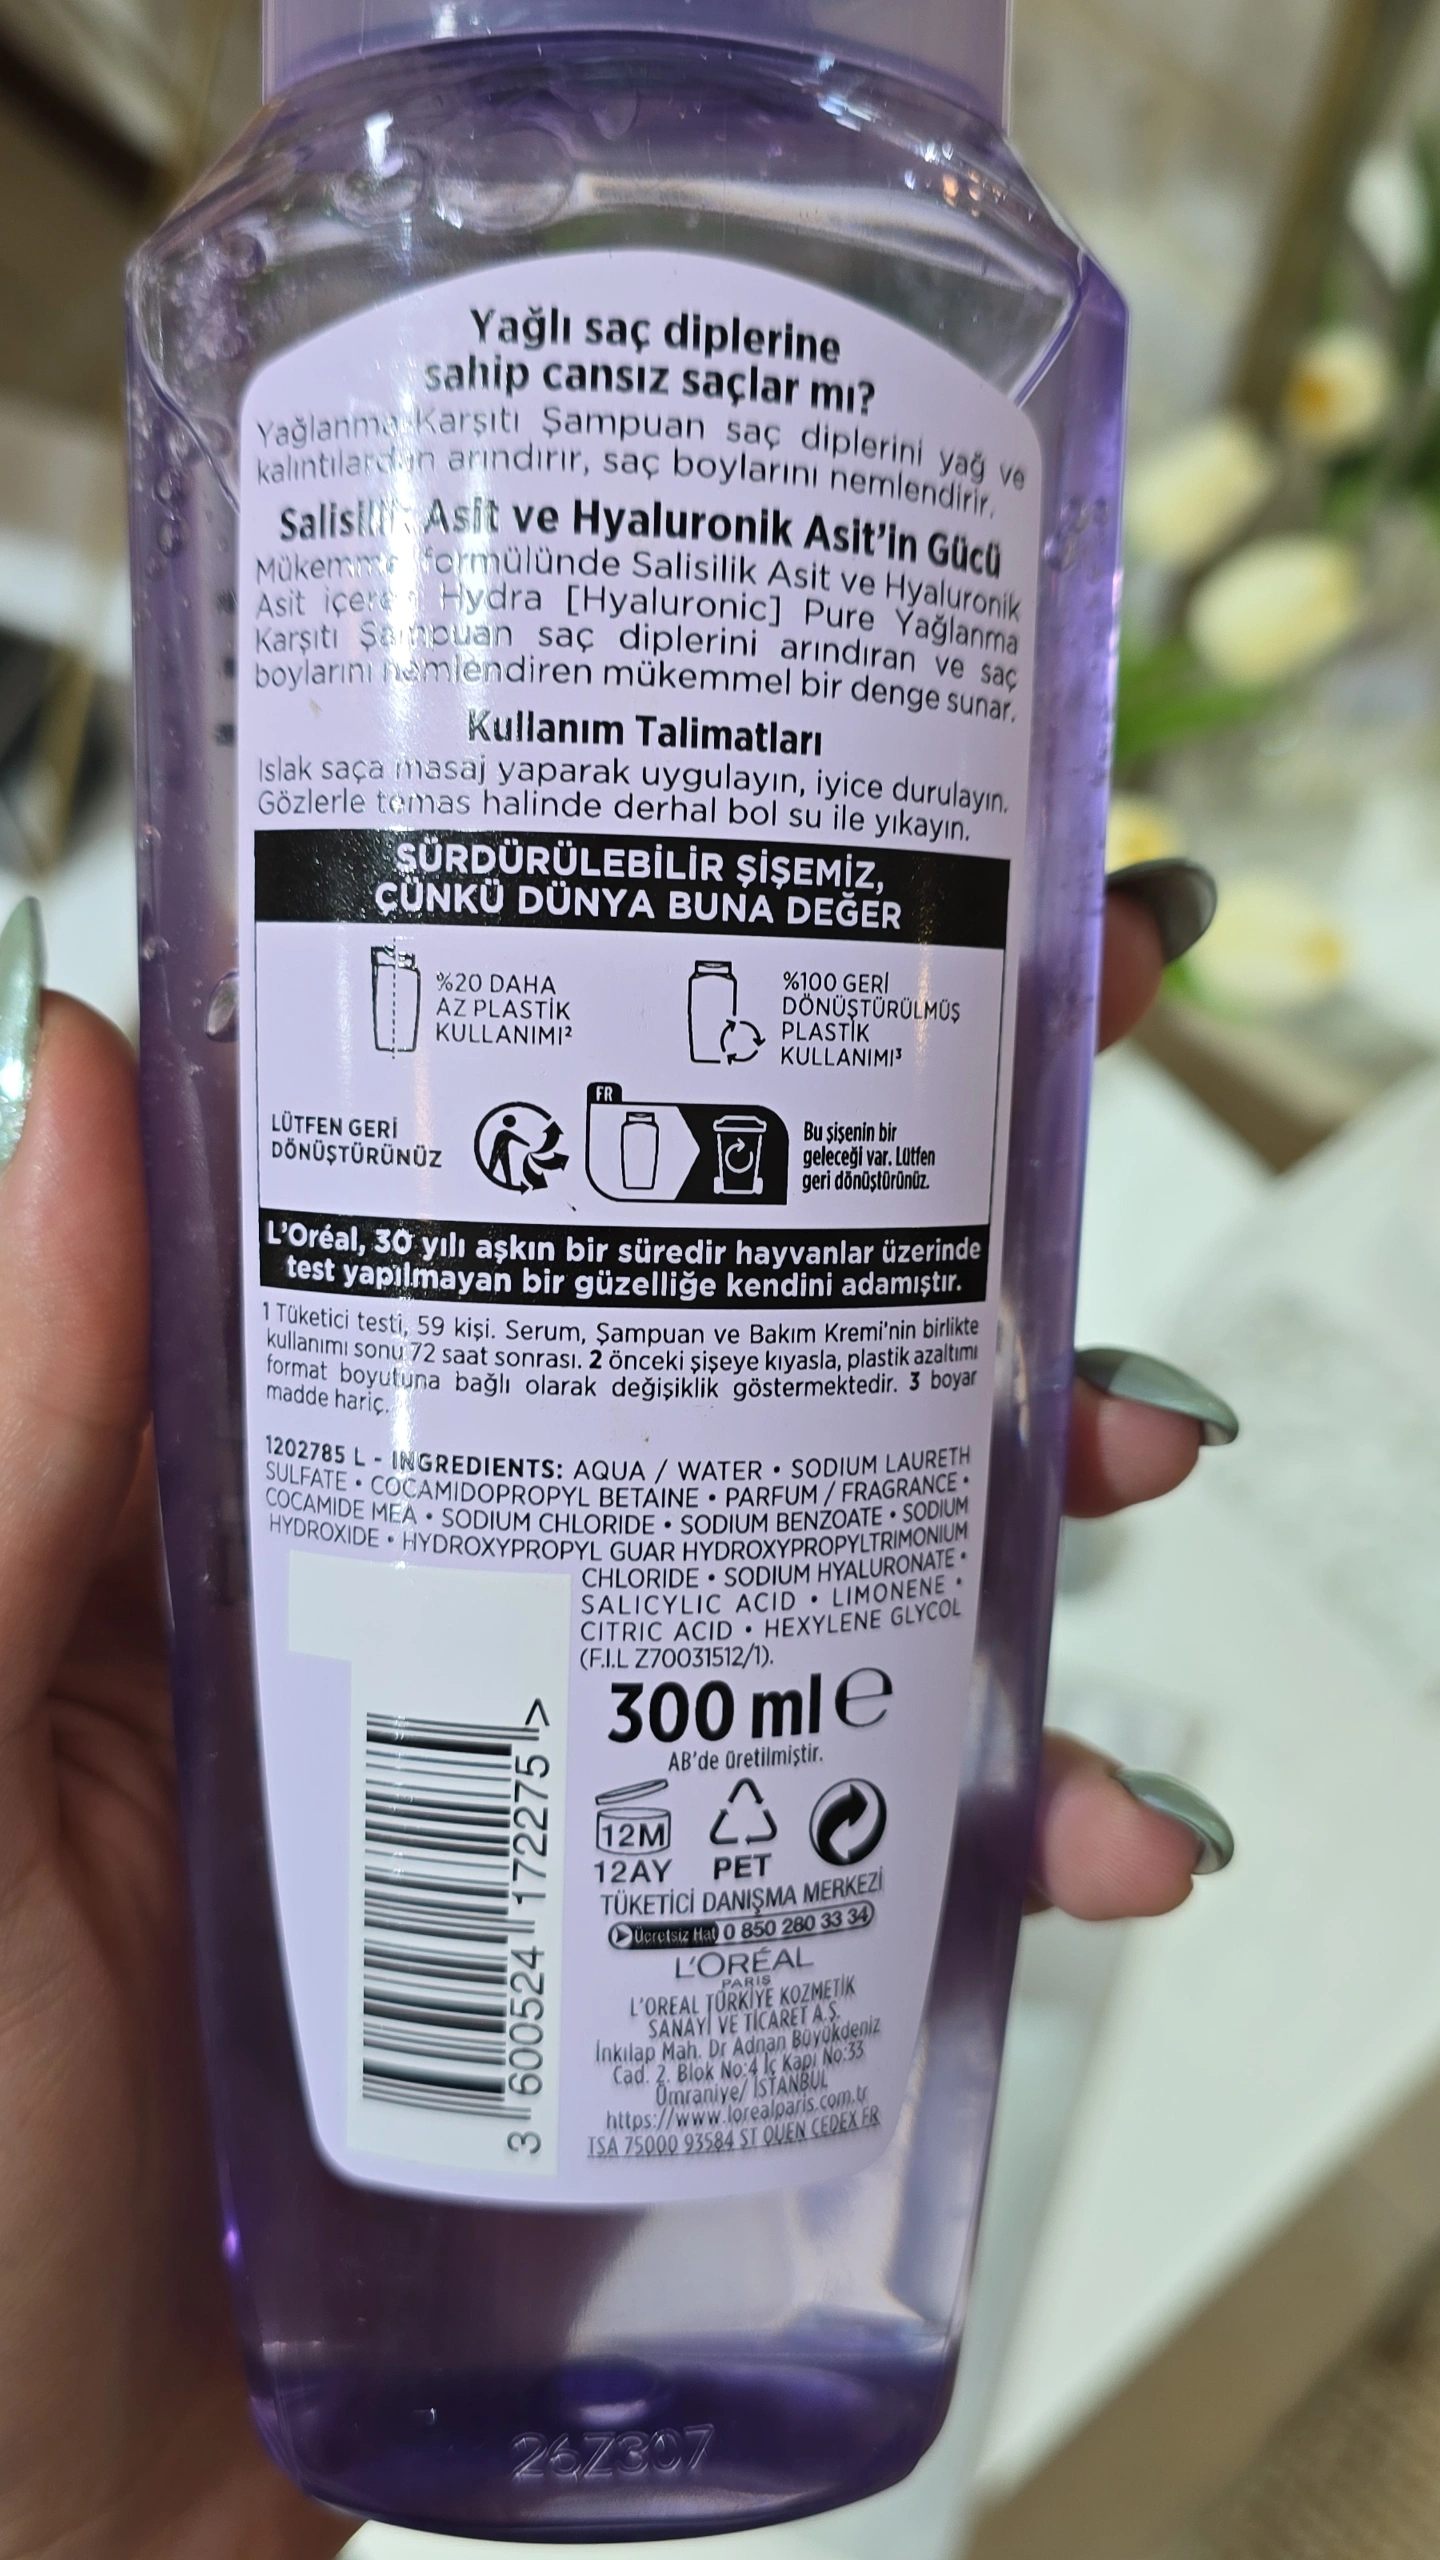 Yağlı saç diplerine
sahip cansız saçlar mı?
Yağlanma Karşıtı Şampuan saç diplerini yağ ve
kalıntılardan arındırır, saç boylarını nemlendirir.
Salisilik Asit ve Hyaluronik Asit'in Gücü
Mükemmel formülünde Salisilik Asit ve Hyaluronik
Asit içeren Hydra [Hyaluronic] Pure Yağlanma
Karşıtı Şampuan saç diplerini arındıran ve saç
boylarını nemlendiren mükemmel bir denge sunar.
Kullanım Talimatları
Islak saça masaj yaparak uygulayın, iyice durulayın.
Gözlerle temas halinde derhal bol su ile yıkayın.
SÜRDÜRÜLEBİLİR ŞİŞEMİZ,
ÇÜNKÜ DÜNYA BUNA DEĞER
%20 DAHA
AZ PLASTİK
KULLANIMI²
%100 GERİ
DÖNÜŞTÜRÜLMÜŞ
PLASTİK
KULLANIMI³
LÜTFEN GERİ
DÖNÜŞTÜRÜNÜZ
FR
Bu şişenin bir
geleceği var. Lütfen
geri dönüştürünüz.
L'Oréal, 30 yılı aşkın bir süredir hayvanlar üzerinde
test yapılmayan bir güzelliğe kendini adamıştır.
1 Tüketici testi, 59 kişi. Serum, Şampuan ve Bakım Kremi'nin birlikte
kullanımı sonu 72 saat sonrası. 2 önceki şişeye kıyasla, plastik azaltımı
format boyutuna bağlı olarak değişiklik göstermektedir. 3 boyar
madde hariç.
1202785 L - INGREDIENTS: AQUA / WATER • SODIUM LAURETH
SULFATE • COCAMIDOPROPYL BETAINE • PARFUM / FRAGRANCE •
COCAMIDE MEA • SODIUM CHLORIDE • SODIUM BENZOATE • SODIUM
HYDROXIDE • HYDROXYPROPYL GUAR HYDROXYPROPYLTRIMONIUM
CHLORIDE • SODIUM HYALURONATE •
SALICYLIC ACID • LIMONENE •
CITRIC ACID • HEXYLENE GLYCOL
(F.I.L Z70031512/1).
300 ml e
AB'de üretilmiştir.
12M
12AY
PET
TÜKETİCİ DANIŞMA MERKEZİ
Ücretsiz Hat 0 850 280 33 34
L'ORÉAL
PARIS
L'OREAL TÜRKİYE KOZMETİK
SANAYİ VE TİCARET A.Ş.
İnkılap Mah. Dr Adnan Büyükdeniz
Cad. 2. Blok No:4 İç Kapı No:33
Ümraniye/ İSTANBUL
https://www.lorealparis.com.tr
TSA 75000 93584 ST OUEN CEDEX FR
3 600524 172275 >
26Z307